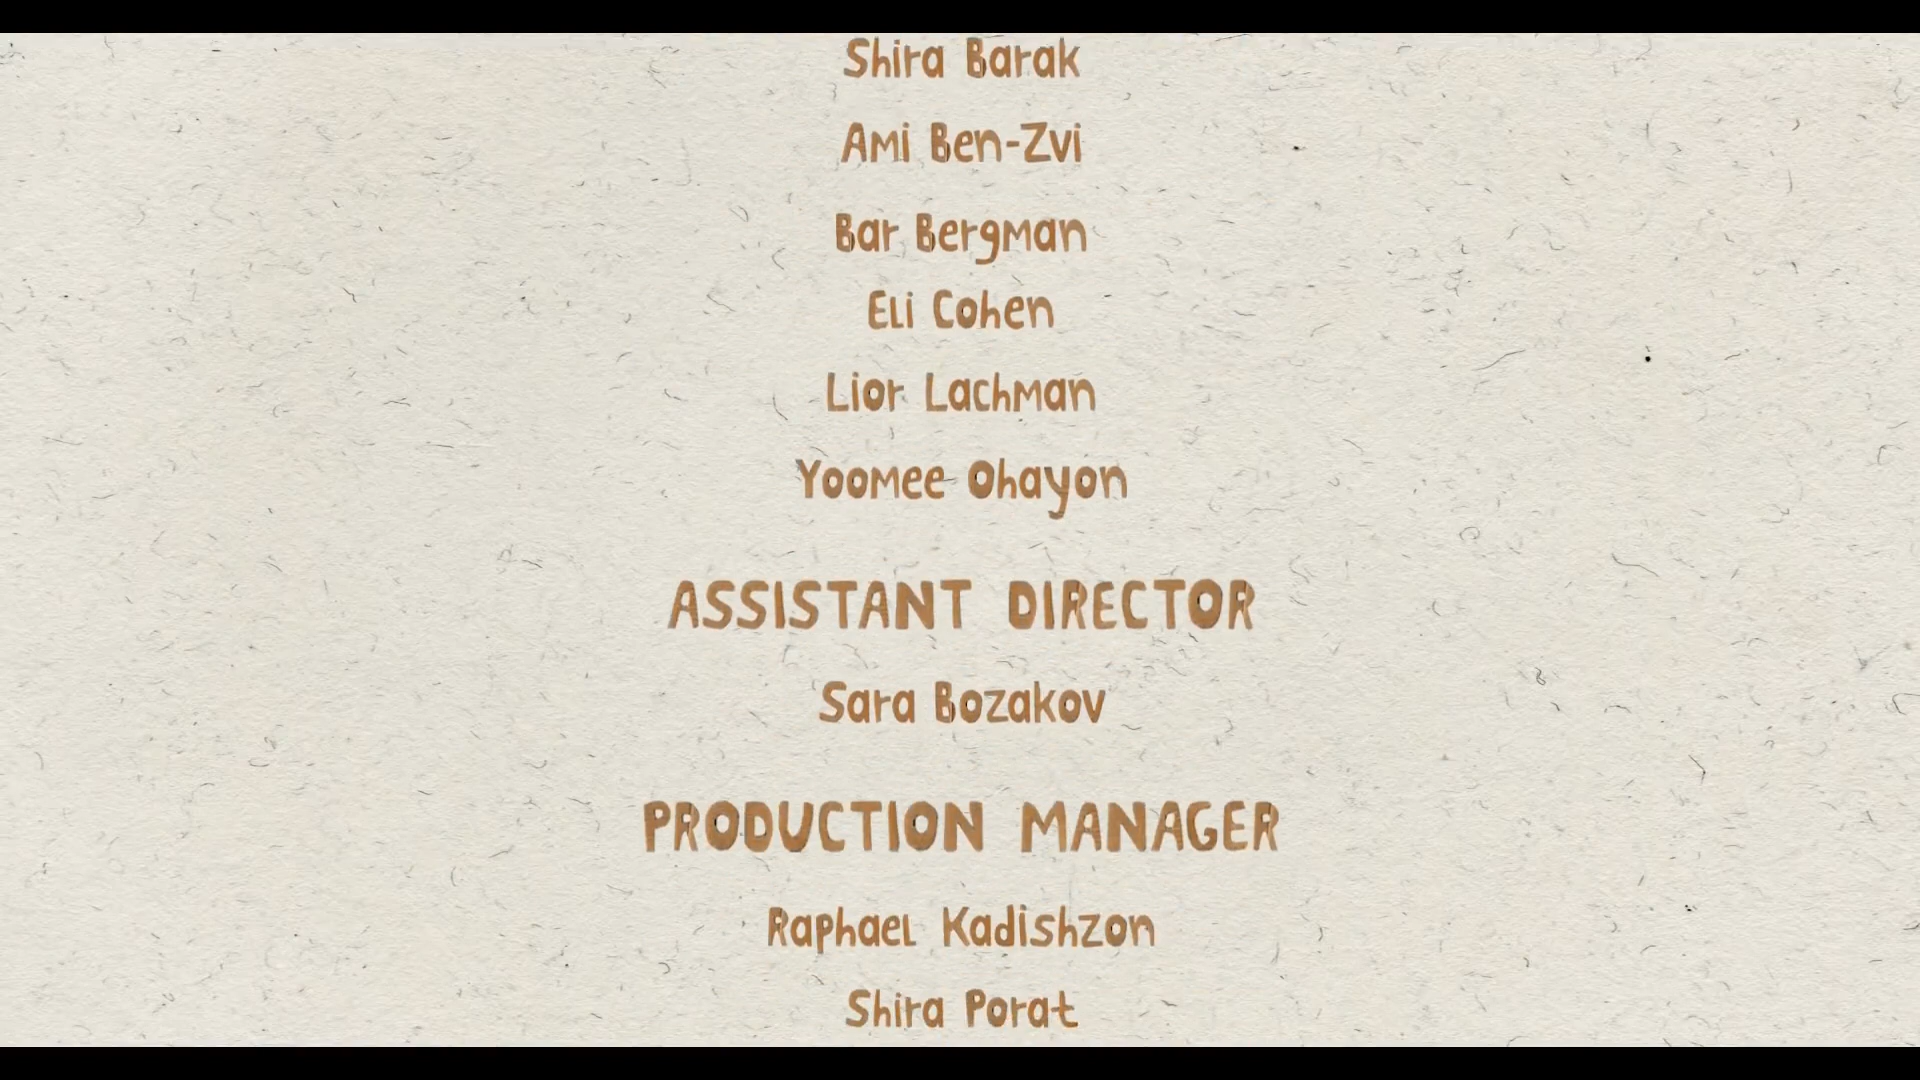 Shira Barak
Ami Ben-Zvi
Bar Bergman
Eli Cohen
Lior Lachman
Yoomee Ohayon
ASSISTANT DIRECTOR
Sara Bozakov
PRODUCTION MANAGER
Raphael Kadishzon
Shira Porat